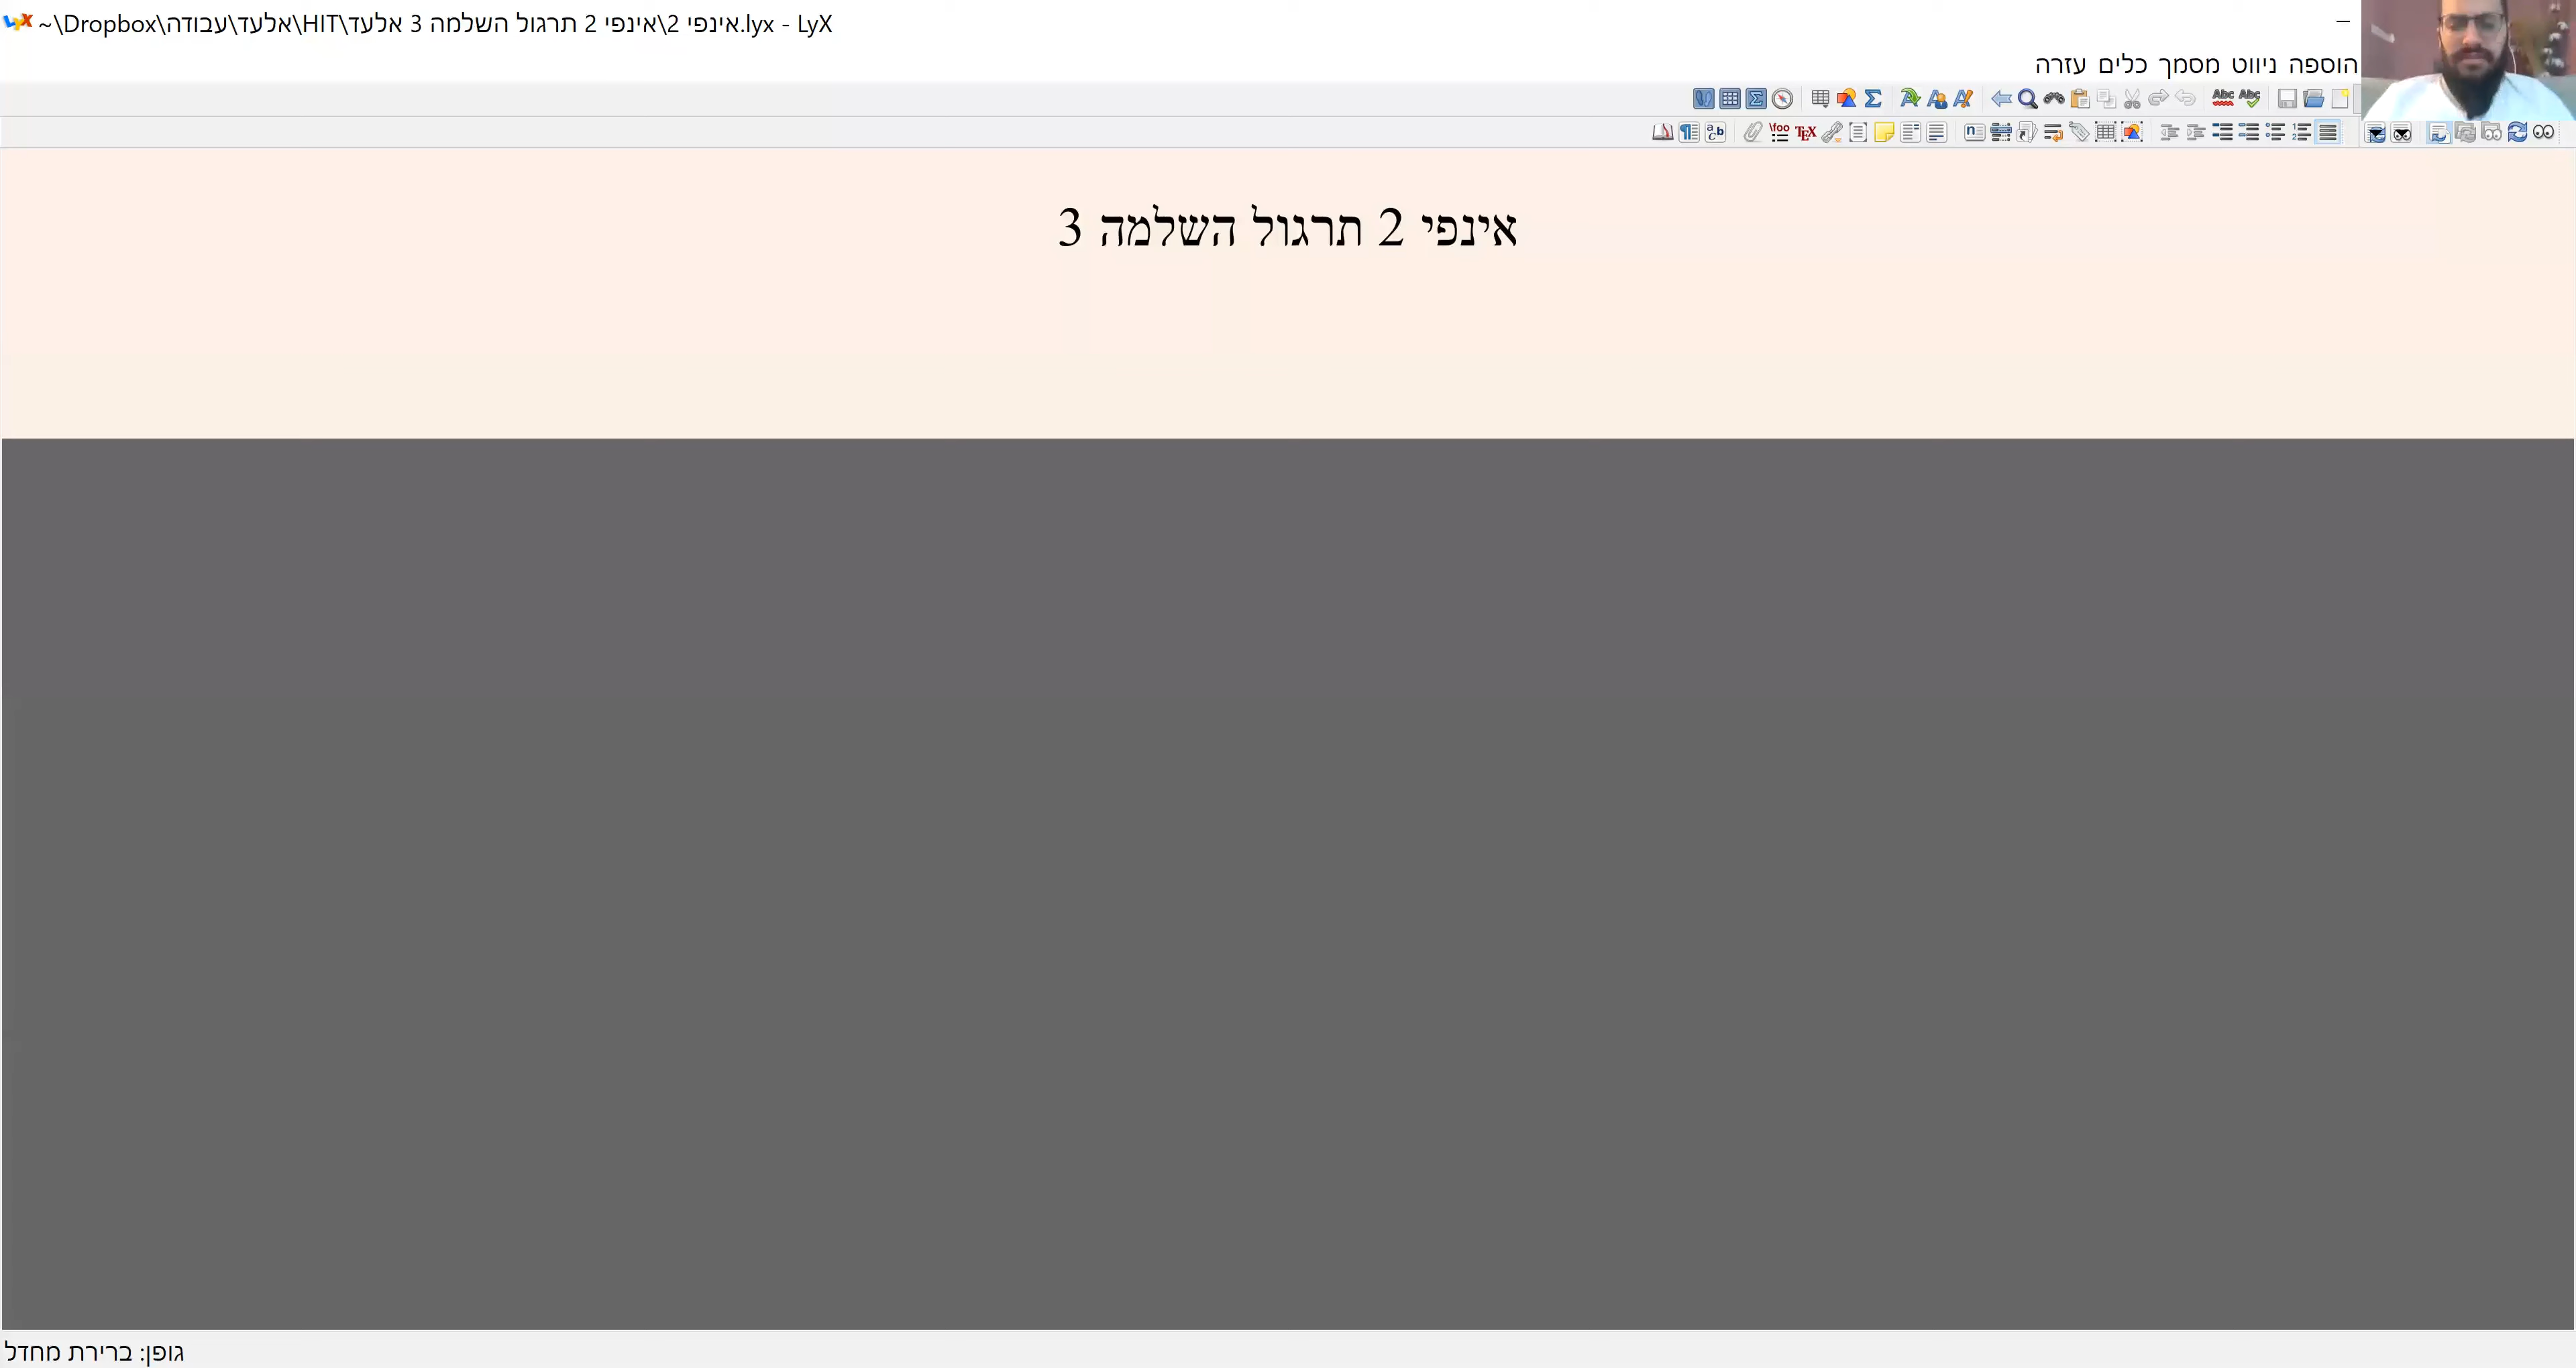 ~\Dropbox\אינפי 2\אינפי 2 תרגול השלמה 3 אלעד\HIT\אלעד\עבודה.lyx - LyX
הוספה ניווט מסמך כלים עזרה
אינפי 2 תרגול השלמה 3
גופן: ברירת מחדל